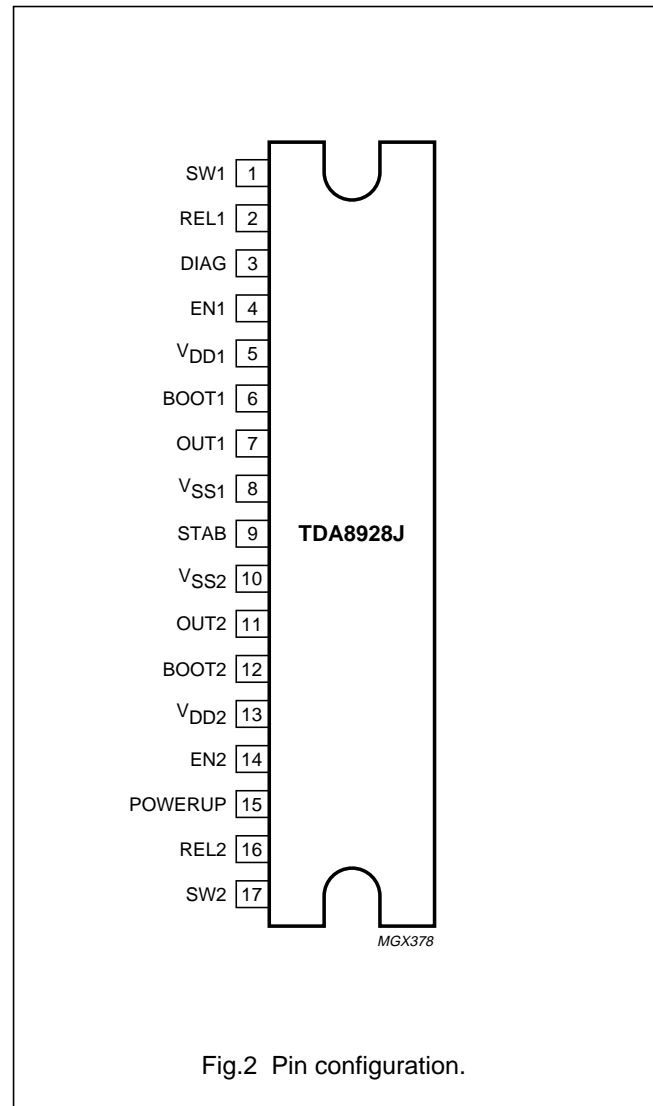 SW1 1
REL1 2
DIAG 3
EN1 4
VDD1 5
BOOT1 6
OUT1 7
VSS1 8
STAB 9 TDA8928J
VSS2 10
OUT2 11
BOOT2 12
VDD2 13
EN2 14
POWERUP 15
REL2 16
SW2 17
MGX378
Fig.2 Pin configuration.